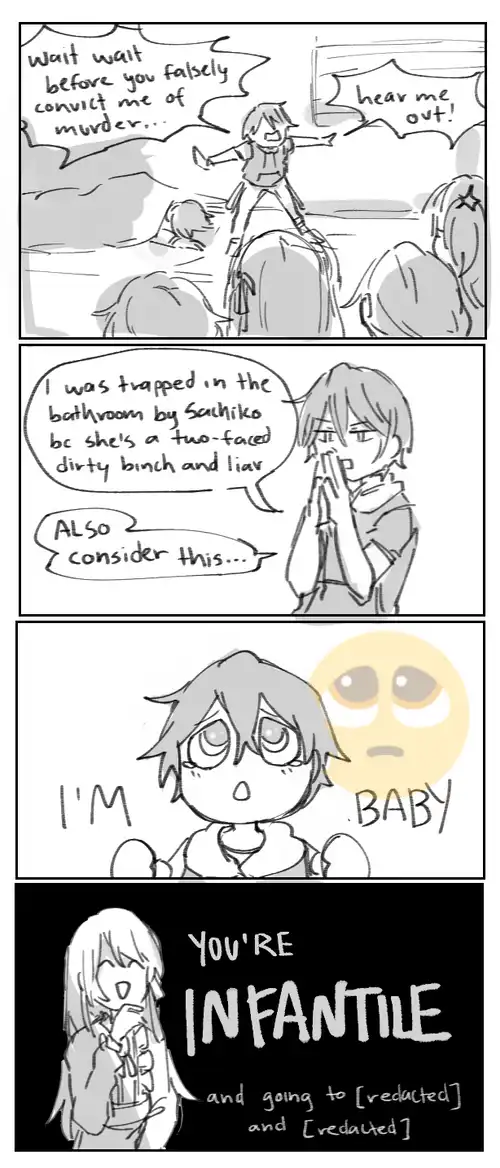 Wait wait
before you falsely
convict me of
murder...
hear me
out!
I was trapped in the
bathroom by Sachiko
bc she's a two-faced
dirty binch and liar
ALSO
consider this...
I'M BABY
YOU'RE
INFANTILE
and going to [redacted]
and [redacted]